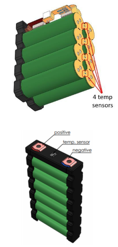 4 temp
sensors
positive
temp. sensor
negative